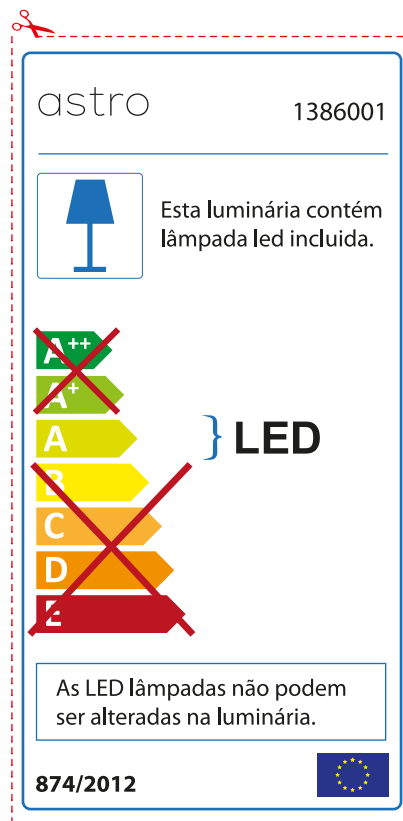 astro
1386001
Esta luminária contém
lâmpada led incluida.
A++
A+
A
B
C
D
E
} LED
As LED lâmpadas não podem
ser alteradas na luminária.
874/2012